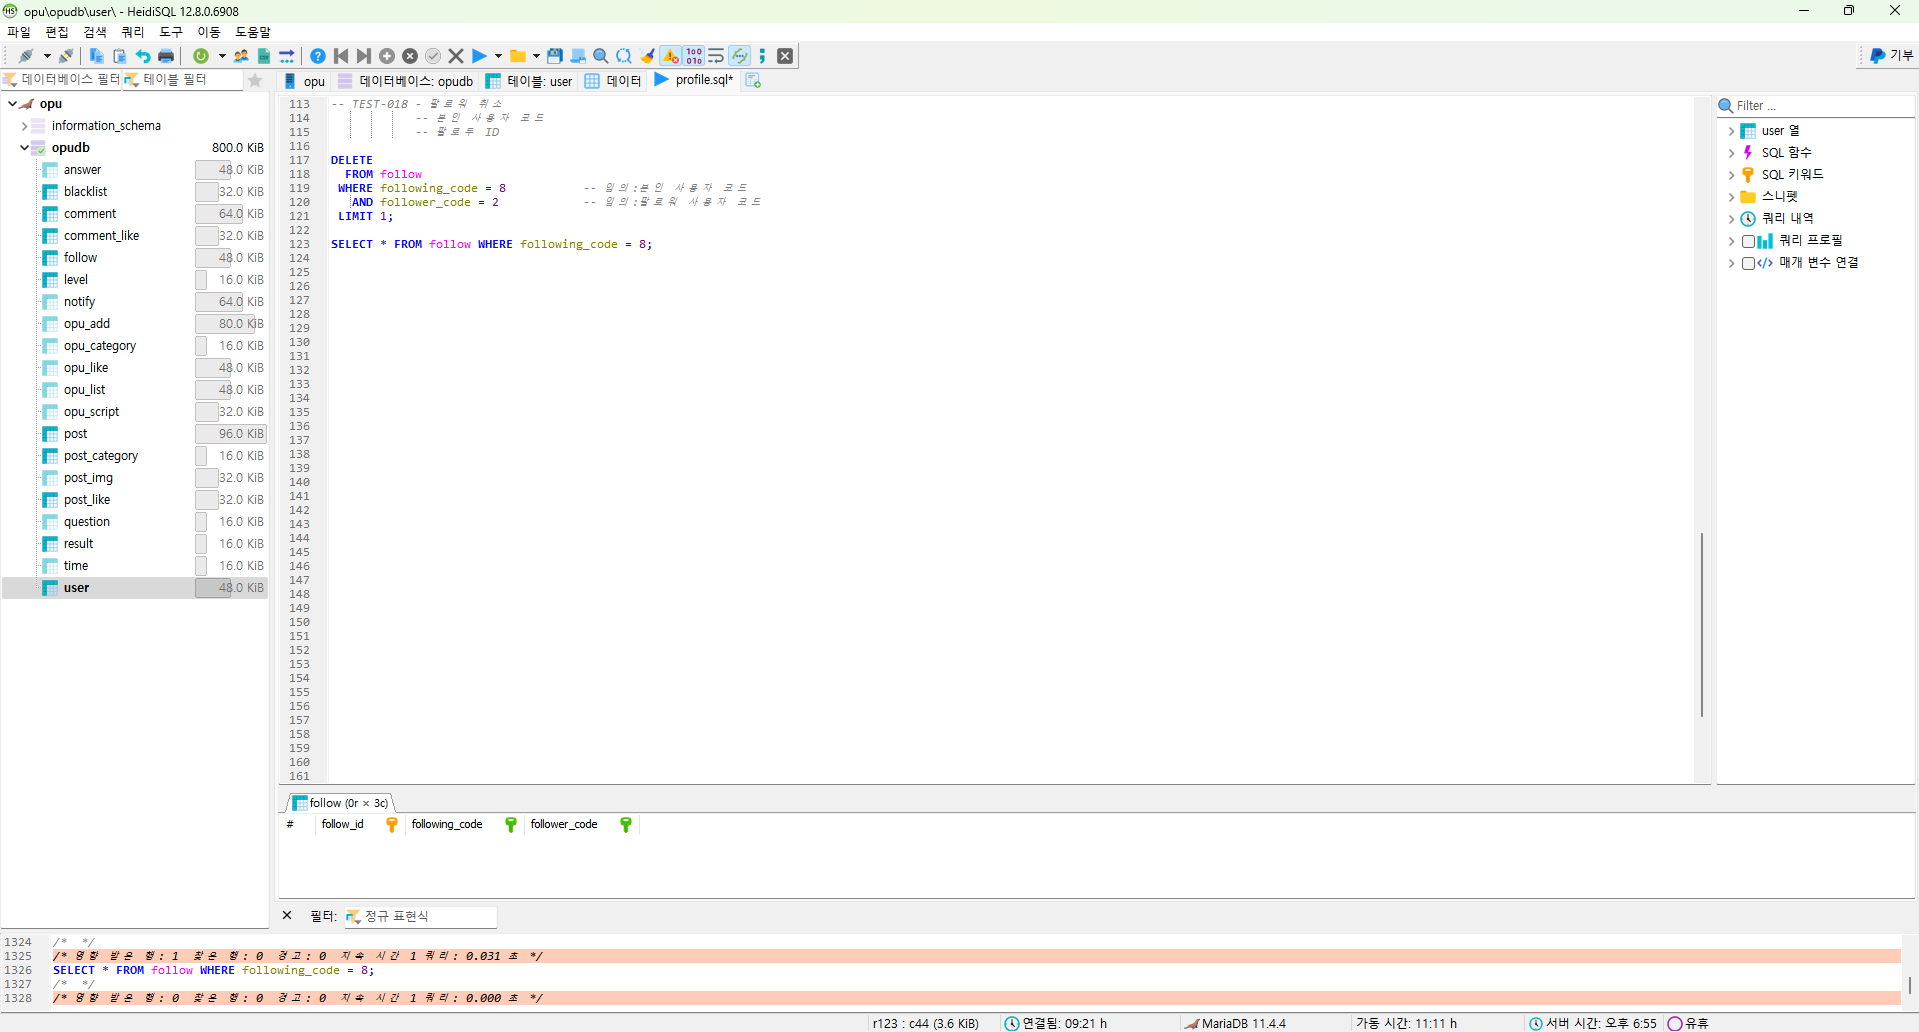 opu\opudb\user\ - HeidiSQL 12.8.0.6908
파일 편집 검색 쿼리 도구 이동 도움말
기부
데이터베이스 필터 테이블 필터
opu 데이터베이스: opudb 테이블: user 데이터 profile.sql*
opu
information_schema
opudb 800.0 KiB
answer 48.0 KiB
blacklist 32.0 KiB
comment 64.0 KiB
comment_like 32.0 KiB
follow 48.0 KiB
level 16.0 KiB
notify 64.0 KiB
opu_add 80.0 KiB
opu_category 16.0 KiB
opu_like 48.0 KiB
opu_list 48.0 KiB
opu_script 32.0 KiB
post 96.0 KiB
post_category 16.0 KiB
post_img 32.0 KiB
post_like 32.0 KiB
question 16.0 KiB
result 16.0 KiB
time 16.0 KiB
user 48.0 KiB
113 -- TEST-018 - 팔로워 취소
114 -- 본인 사용자 코드
115 -- 팔로두 ID
116
117 DELETE
118 FROM follow
119 WHERE following_code = 8 -- 임의:본인 사용자 코드
120 AND follower_code = 2 -- 임의:팔로워 사용자 코드
121 LIMIT 1;
122
123 SELECT * FROM follow WHERE following_code = 8;
124
125
126
127
128
129
130
131
132
133
134
135
136
137
138
139
140
141
142
143
144
145
146
147
148
149
150
151
152
153
154
155
156
157
158
159
160
161
Filter ...
user 열
SQL 함수
SQL 키워드
스니펫
쿼리 내역
쿼리 프로필
매개 변수 연결
follow (0r × 3c)
# follow_id following_code follower_code
필터: 정규 표현식
1324 /* */
1325 /* 영향 받은 행: 1 찾은 행: 0 경고: 0 지속 시간 1 쿼리: 0.031 초 */
1326 SELECT * FROM follow WHERE following_code = 8;
1327 /* */
1328 /* 영향 받은 행: 0 찾은 행: 0 경고: 0 지속 시간 1 쿼리: 0.000 초 */
r123 : c44 (3.6 KiB) 연결됨: 09:21 h MariaDB 11.4.4 가동 시간: 11:11 h 서버 시간: 오후 6:55 유휴